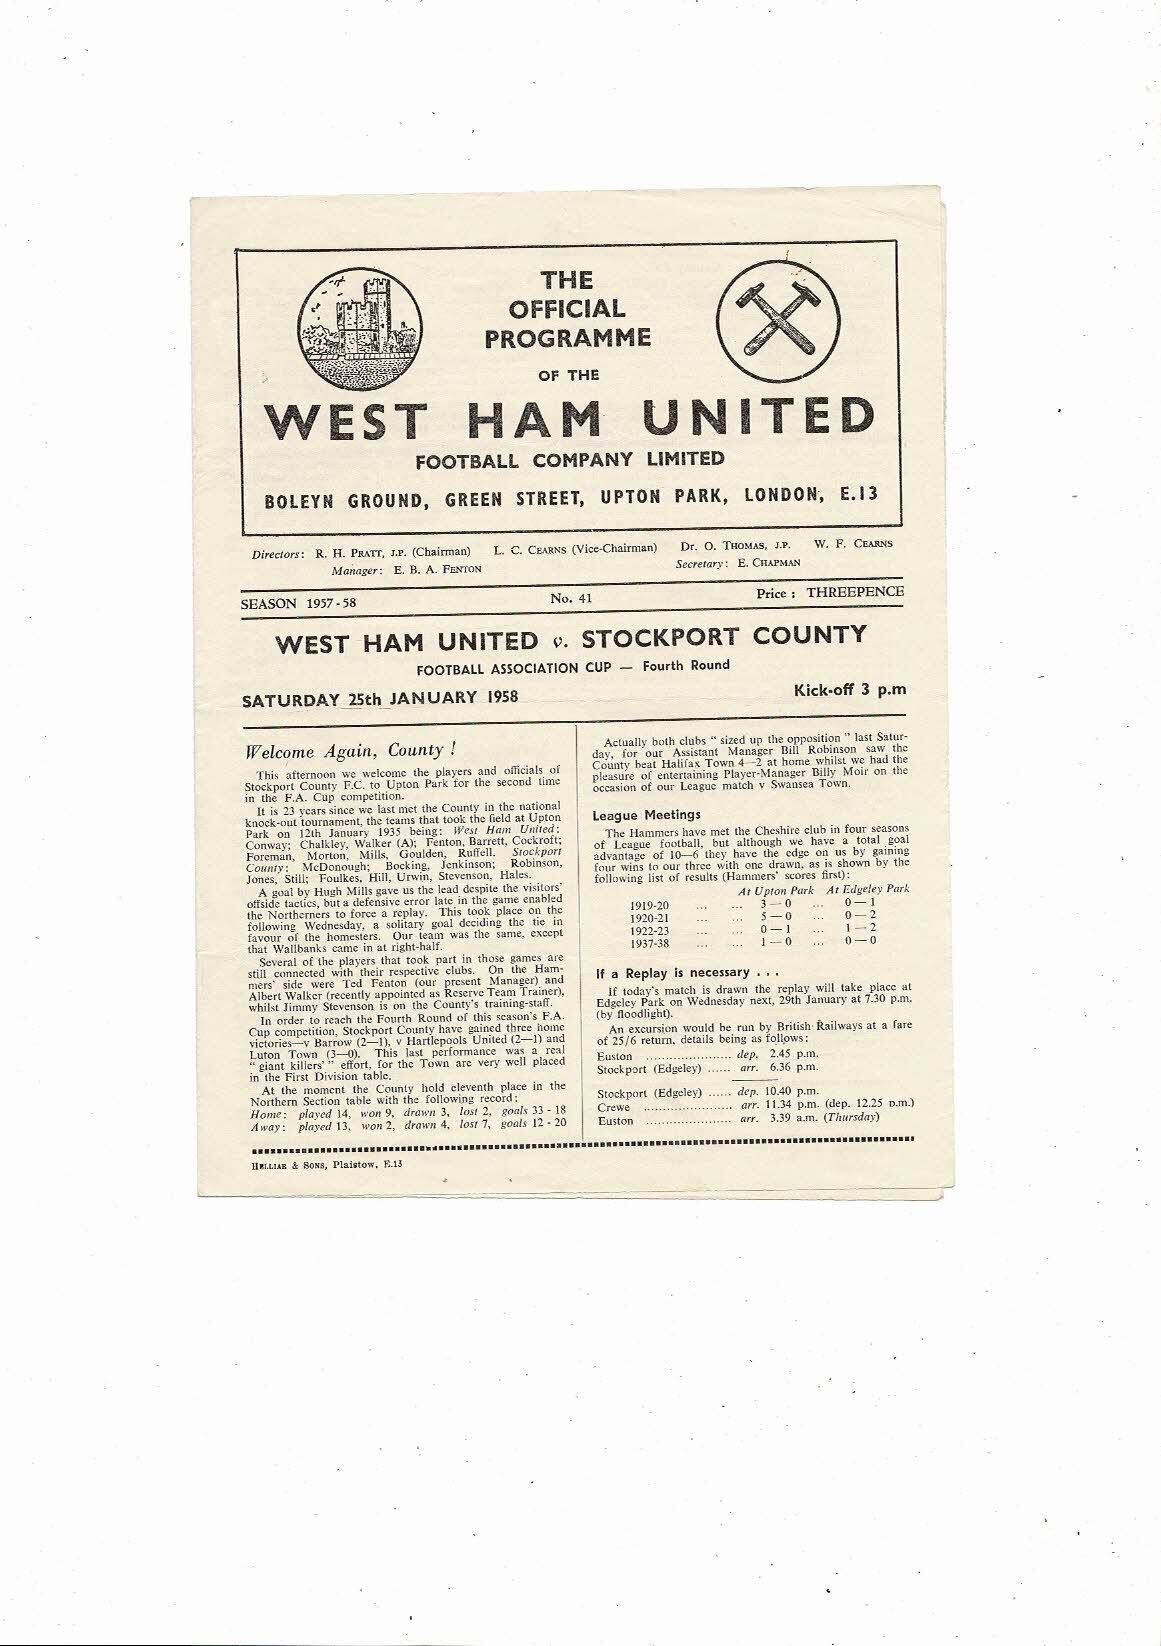 THE
OFFICIAL
PROGRAMME
OF THE
WEST HAM UNITED
FOOTBALL COMPANY LIMITED
BOLEYN GROUND, GREEN STREET, UPTON PARK, LONDON, E.13
Directors: R. H. PRATT, J.P. (Chairman) L. C. CEARNS (Vice-Chairman) Dr. O. THOMAS, J.P. W. F. CEARNS
Manager: E. B. A. FENTON Secretary: E. CHAPMAN
SEASON 1957-58 No. 41 Price : THREEPENCE
WEST HAM UNITED v. STOCKPORT COUNTY
FOOTBALL ASSOCIATION CUP — Fourth Round
SATURDAY 25th JANUARY 1958 Kick-off 3 p.m
Welcome Again, County !
This afternoon we welcome the players and officials of
Stockport County F.C. to Upton Park for the second time
in the F.A. Cup competition.
It is 23 years since we last met the County in the national
knock-out tournament, the teams that took the field at Upton
Park on 12th January 1935 being: West Ham United:
Conway; Chalkley, Walker (A); Fenton, Barrett, Cockroft;
Foreman, Morton, Mills, Goulden, Ruffell. Stockport
County: McDonough; Bocking, Jenkinson; Robinson,
Jones, Still; Foulkes, Hill, Urwin, Stevenson, Hales.
A goal by Hugh Mills gave us the lead despite the visitors'
offside tactics, but a defensive error late in the game enabled
the Northerners to force a replay. This took place on the
following Wednesday, a solitary goal deciding the tie in
favour of the homesters. Our team was the same, except
that Wallbanks came in at right-half.
Several of the players that took part in those games are
still connected with their respective clubs. On the Ham-
mers' side were Ted Fenton (our present Manager) and
Albert Walker (recently appointed as Reserve Team Trainer),
whilst Jimmy Stevenson is on the County's training-staff.
In order to reach the Fourth Round of this season's F.A.
Cup competition, Stockport County have gained three home
victories—v Barrow (2—1), v Hartlepools United (2—1) and
Luton Town (3—0). This last performance was a real
" giant killers' " effort, for the Town are very well placed
in the First Division table.
At the moment the County hold eleventh place in the
Northern Section table with the following record:
Home: played 14, won 9, drawn 3, lost 2, goals 33 - 18
Away: played 13, won 2, drawn 4, lost 7, goals 12 - 20
Actually both clubs " sized up the opposition " last Satur-
day, for our Assistant Manager Bill Robinson saw the
County beat Halifax Town 4—2 at home whilst we had the
pleasure of entertaining Player-Manager Billy Moir on the
occasion of our League match v Swansea Town.
League Meetings
The Hammers have met the Cheshire club in four seasons
of League football, but although we have a total goal
advantage of 10—6 they have the edge on us by gaining
four wins to our three with one drawn, as is shown by the
following list of results (Hammers' scores first):
At Upton Park At Edgeley Park
1919-20 ... ... 3—0 ... 0—1
1920-21 ... ... 5—0 ... 0—2
1922-23 ... ... 0—1 ... 1—2
1937-38 ... ... 1—0 ... 0—0
If a Replay is necessary . . .
If today's match is drawn the replay will take place at
Edgeley Park on Wednesday next, 29th January at 7.30 p.m.
(by floodlight).
An excursion would be run by British Railways at a fare
of 25/6 return, details being as follows:
Euston ...................... dep. 2.45 p.m.
Stockport (Edgeley) ...... arr. 6.36 p.m.
Stockport (Edgeley) ...... dep. 10.40 p.m.
Crewe ....................... arr. 11.34 p.m. (dep. 12.25 p.m.)
Euston ...................... arr. 3.39 a.m. (Thursday)
HELLIAR & SONS, Plaistow, E.13